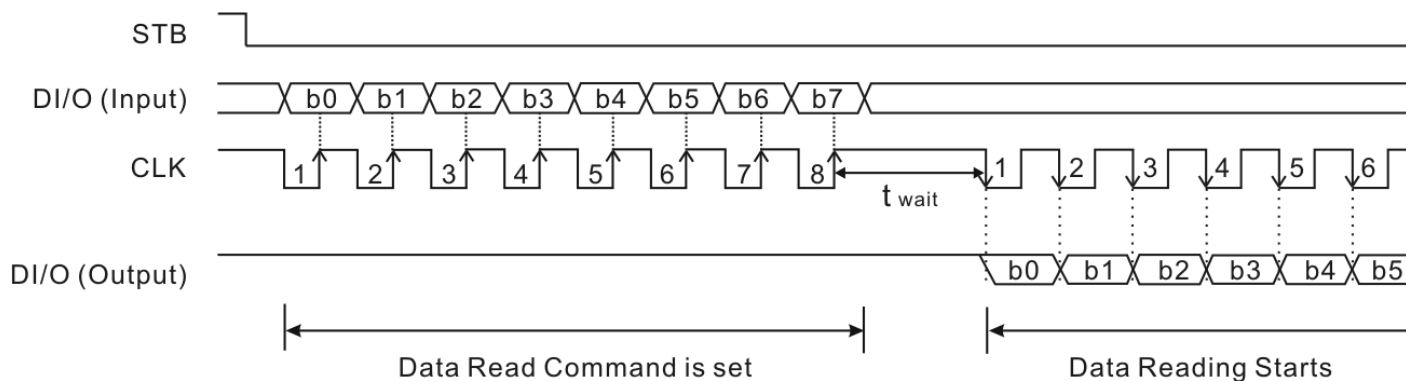 STB
DI/O (Input) b0 b1 b2 b3 b4 b5 b6 b7
CLK 1 2 3 4 5 6 7 8 1 2 3 4 5 6
t wait
DI/O (Output) b0 b1 b2 b3 b4 b5
Data Read Command is set Data Reading Starts